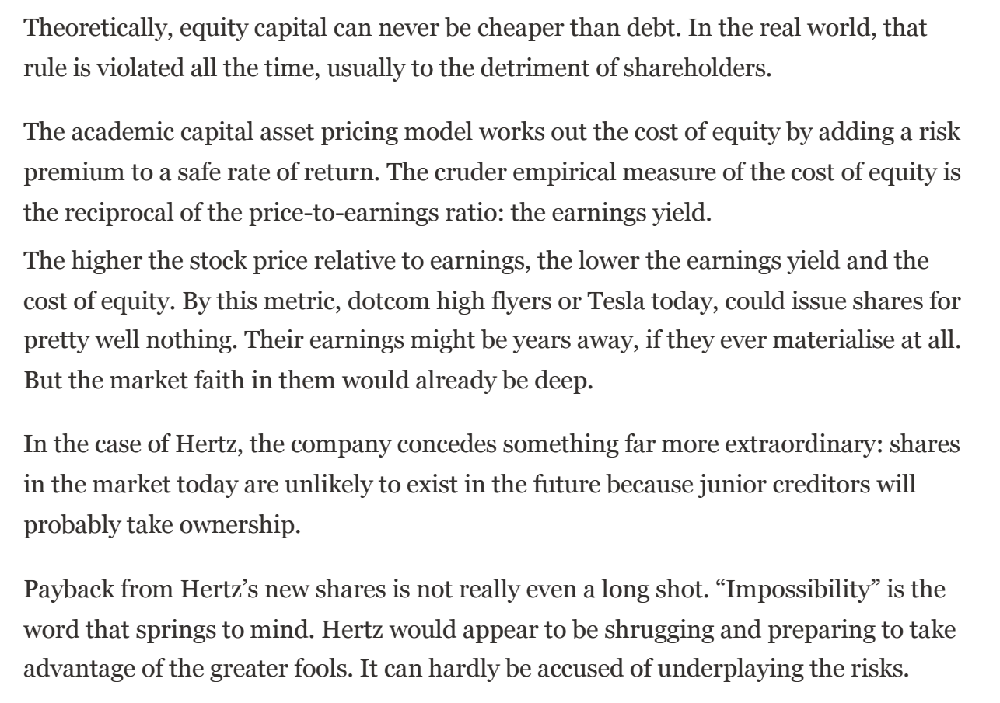 Theoretically, equity capital can never be cheaper than debt. In the real world, that
rule is violated all the time, usually to the detriment of shareholders.
The academic capital asset pricing model works out the cost of equity by adding a risk
premium to a safe rate of return. The cruder empirical measure of the cost of equity is
the reciprocal of the price-to-earnings ratio: the earnings yield.
The higher the stock price relative to earnings, the lower the earnings yield and the
cost of equity. By this metric, dotcom high flyers or Tesla today, could issue shares for
pretty well nothing. Their earnings might be years away, if they ever materialise at all.
But the market faith in them would already be deep.
In the case of Hertz, the company concedes something far more extraordinary: shares
in the market today are unlikely to exist in the future because junior creditors will
probably take ownership.
Payback from Hertz’s new shares is not really even a long shot. “Impossibility” is the
word that springs to mind. Hertz would appear to be shrugging and preparing to take
advantage of the greater fools. It can hardly be accused of underplaying the risks.